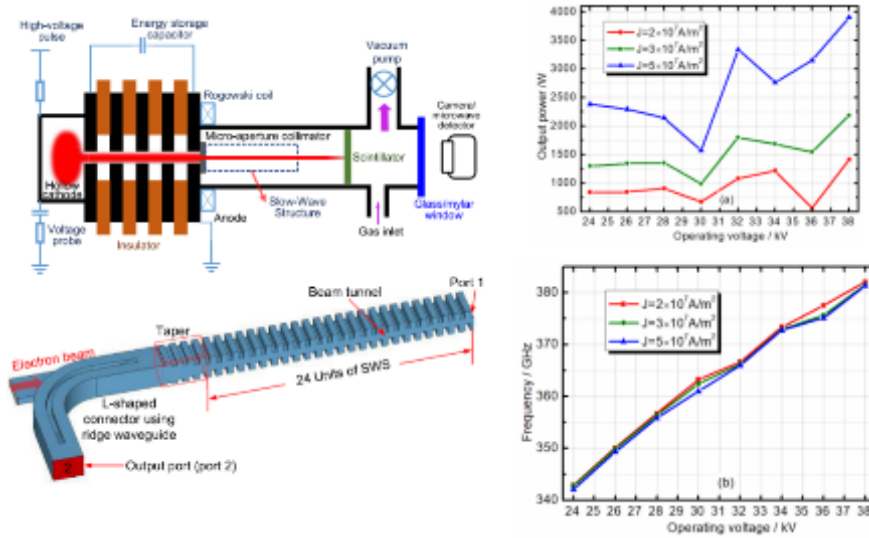 High-voltage
pulse
Energy storage
capacitor
Rogowski coil
Micro-aperture collimator
Vacuum
pump
Camera/
microwave
detector
Scintillator
Hollow
cathode
Slow-Wave
Structure
Glass/mylar
window
Voltage
probe
Insulator
Anode
Gas inlet
Port 1
Beam tunnel
Taper
Electron beam
24 Units of SWS
L-shaped
connector using
ridge waveguide
2
Output port (port 2)
4000
3500
3000
2500
2000
1500
1000
500
Output power /W
J=2×10⁷A/m²
J=3×10⁷A/m²
J=5×10⁷A/m²
(a)
24 25 26 27 28 29 30 31 32 33 34 35 36 37 38
Operating voltage / kV
380
370
360
350
340
Frequency / GHz
J=2×10⁷A/m²
J=3×10⁷A/m²
J=5×10⁷A/m²
(b)
24 25 26 27 28 29 30 31 32 33 34 35 36 37 38
Operating voltage / kV